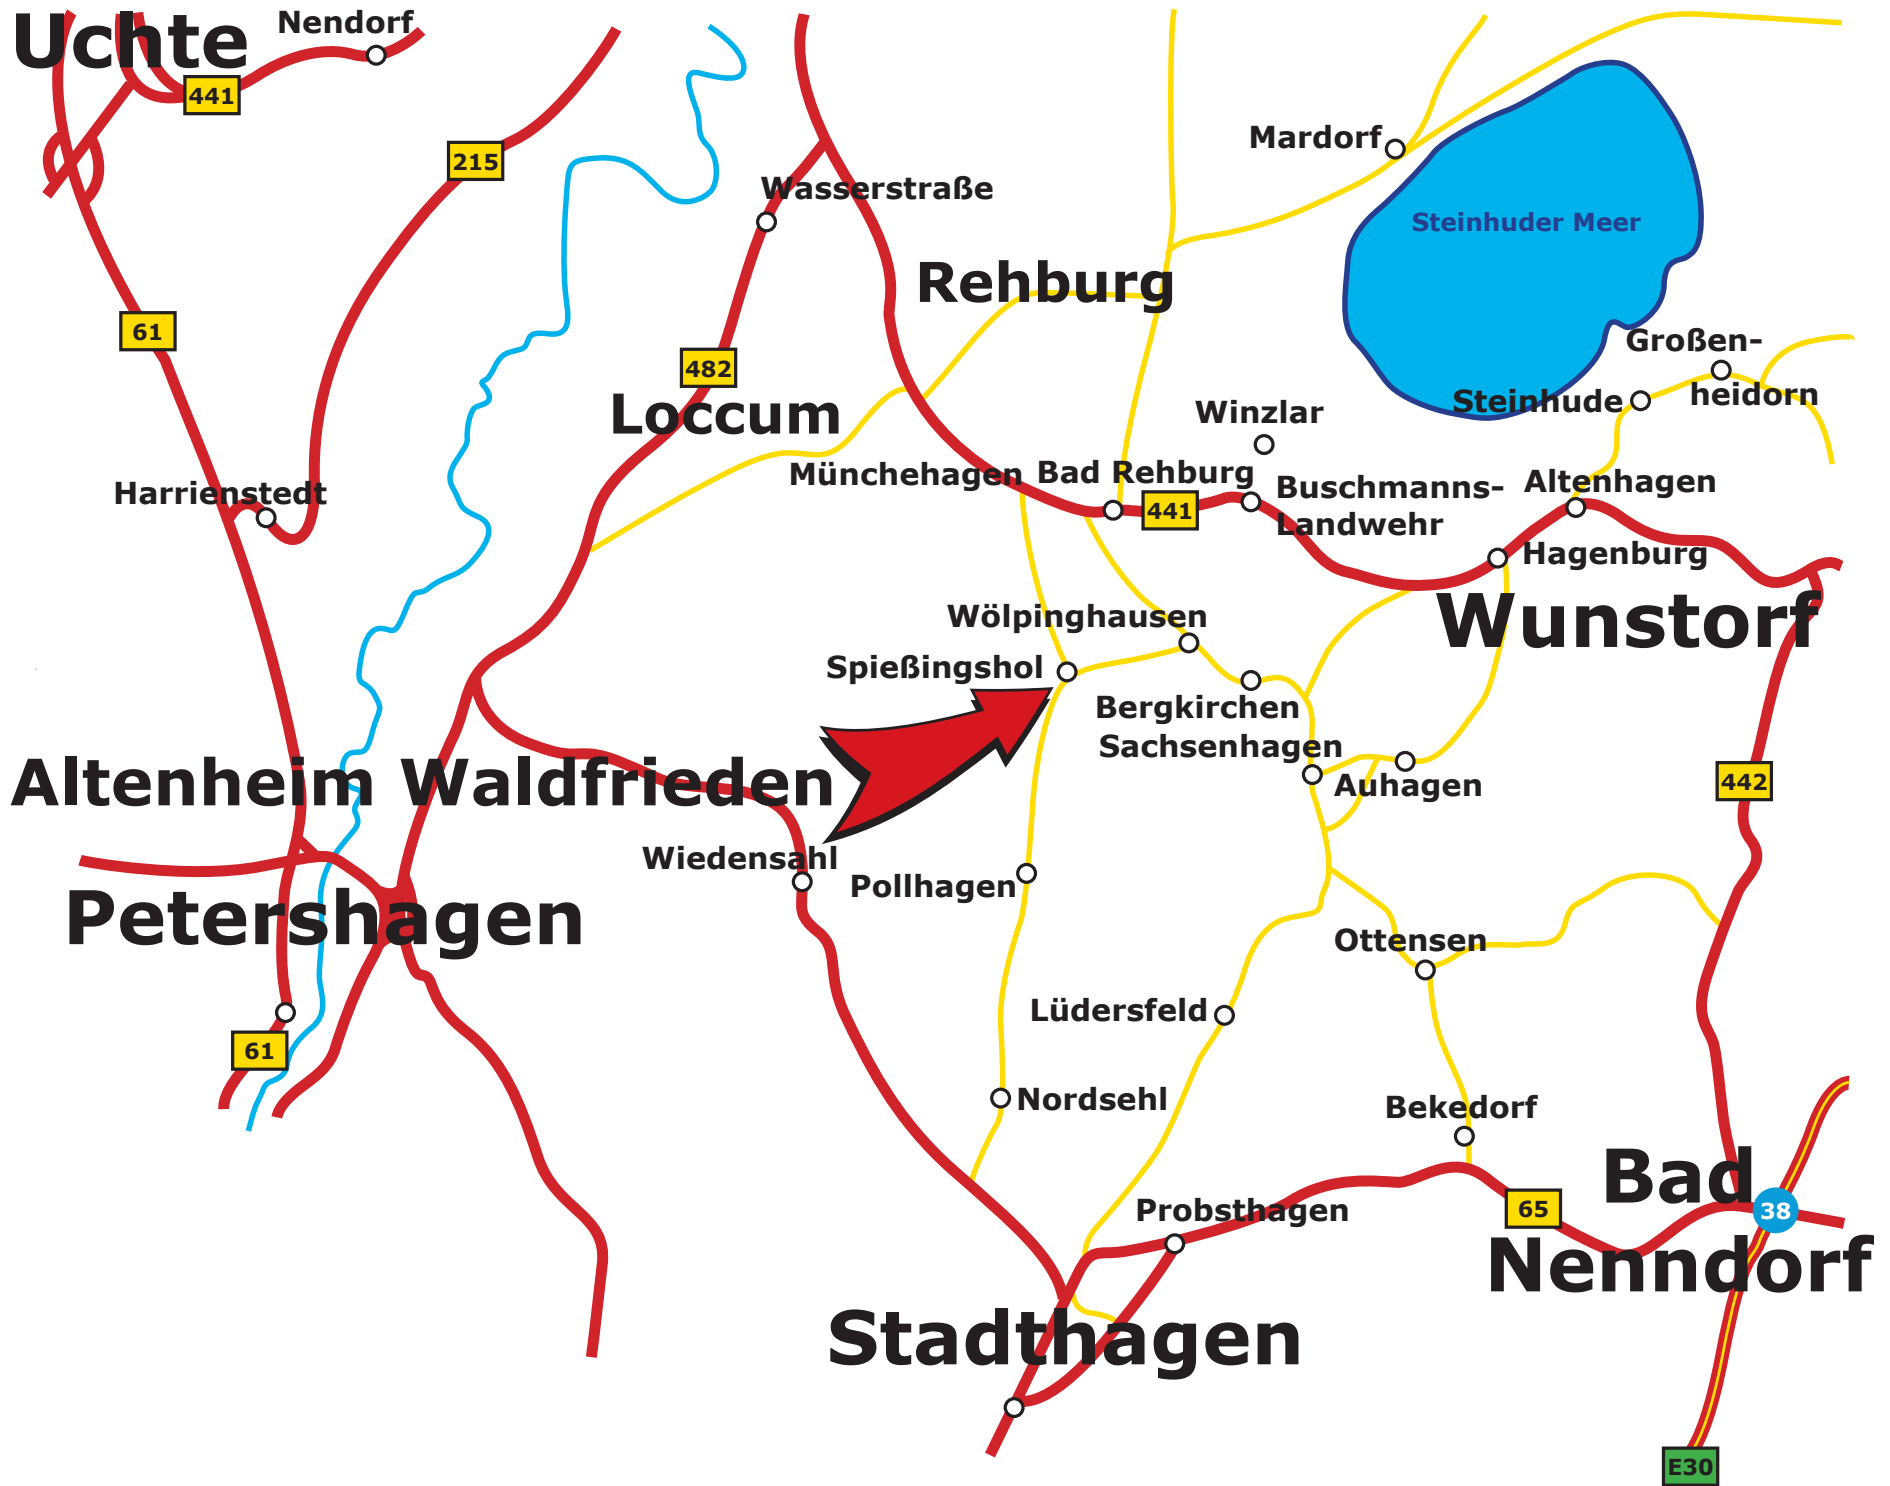 Uchte
Nendorf
441
215
Mardorf
Wasserstraße
Steinhuder Meer
Rehburg
61
Großen-
heidorn
482
Steinhude
Loccum
Winzlar
Münchehagen
Bad Rehburg
Buschmanns-
Landwehr
Altenhagen
Harrienstedt
441
Hagenburg
Wölpinghausen
Wunstorf
Spießingshol
Bergkirchen
Sachsenhagen
Altenheim Waldfrieden
Auhagen
442
Wiedensahl
Pollhagen
Petershagen
Ottensen
Lüdersfeld
61
Nordsehl
Bekedorf
Bad
Nenndorf
Probsthagen
65
38
Stadthagen
E30